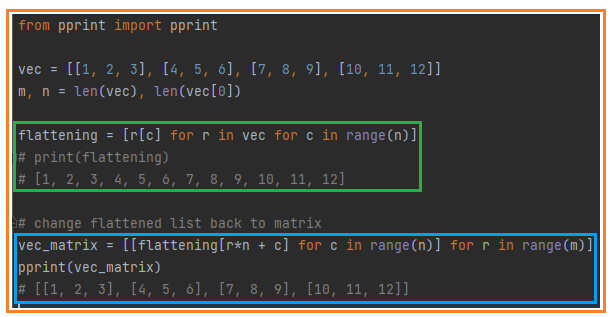 from pprint import pprint
vec = [[1, 2, 3], [4, 5, 6], [7, 8, 9], [10, 11, 12]]
m, n = len(vec), len(vec[0])
flattening = [r[c] for r in vec for c in range(n)]
# print(flattening)
# [1, 2, 3, 4, 5, 6, 7, 8, 9, 10, 11, 12]
# change flattened list back to matrix
vec_matrix = [[flattening[r*n + c] for c in range(n)] for r in range(m)]
pprint(vec_matrix)
# [[1, 2, 3], [4, 5, 6], [7, 8, 9], [10, 11, 12]]